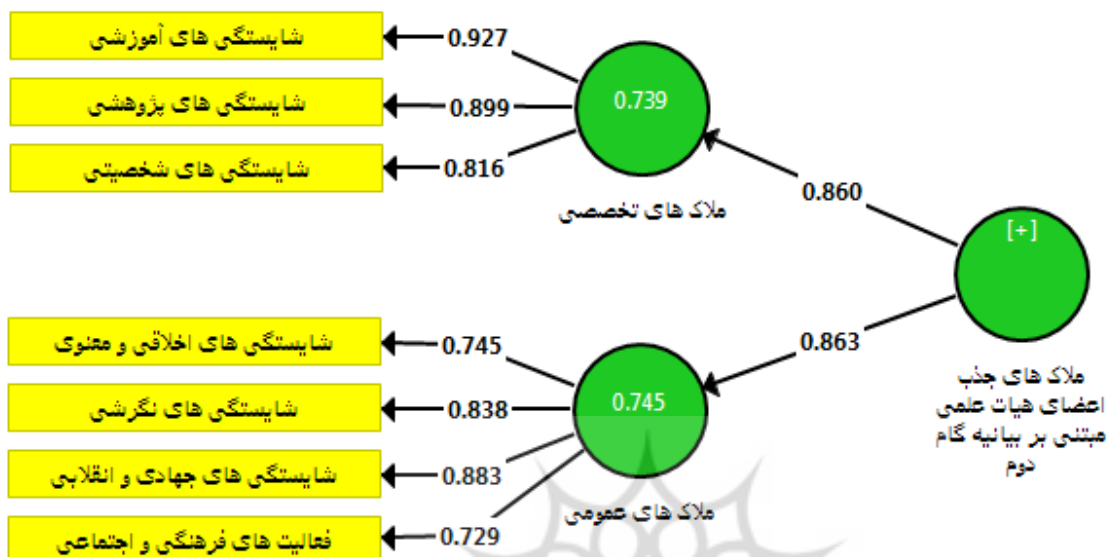 شایستگی های آموزشی
0.927
شایستگی های پژوهشی
0.899
شایستگی های شخصیتی
0.816
0.739
ملاک های تخصصی
0.860
[+]
ملاک های جذب
اعضای هیات علمی
مبتنی بر بیانیه گام
دوم
0.863
شایستگی های اخلاقی و معنوی
0.745
شایستگی های نگرشی
0.838
شایستگی های جهادی و انقلابی
0.883
فعالیت های فرهنگی و اجتماعی
0.729
0.745
ملاک های عمومی